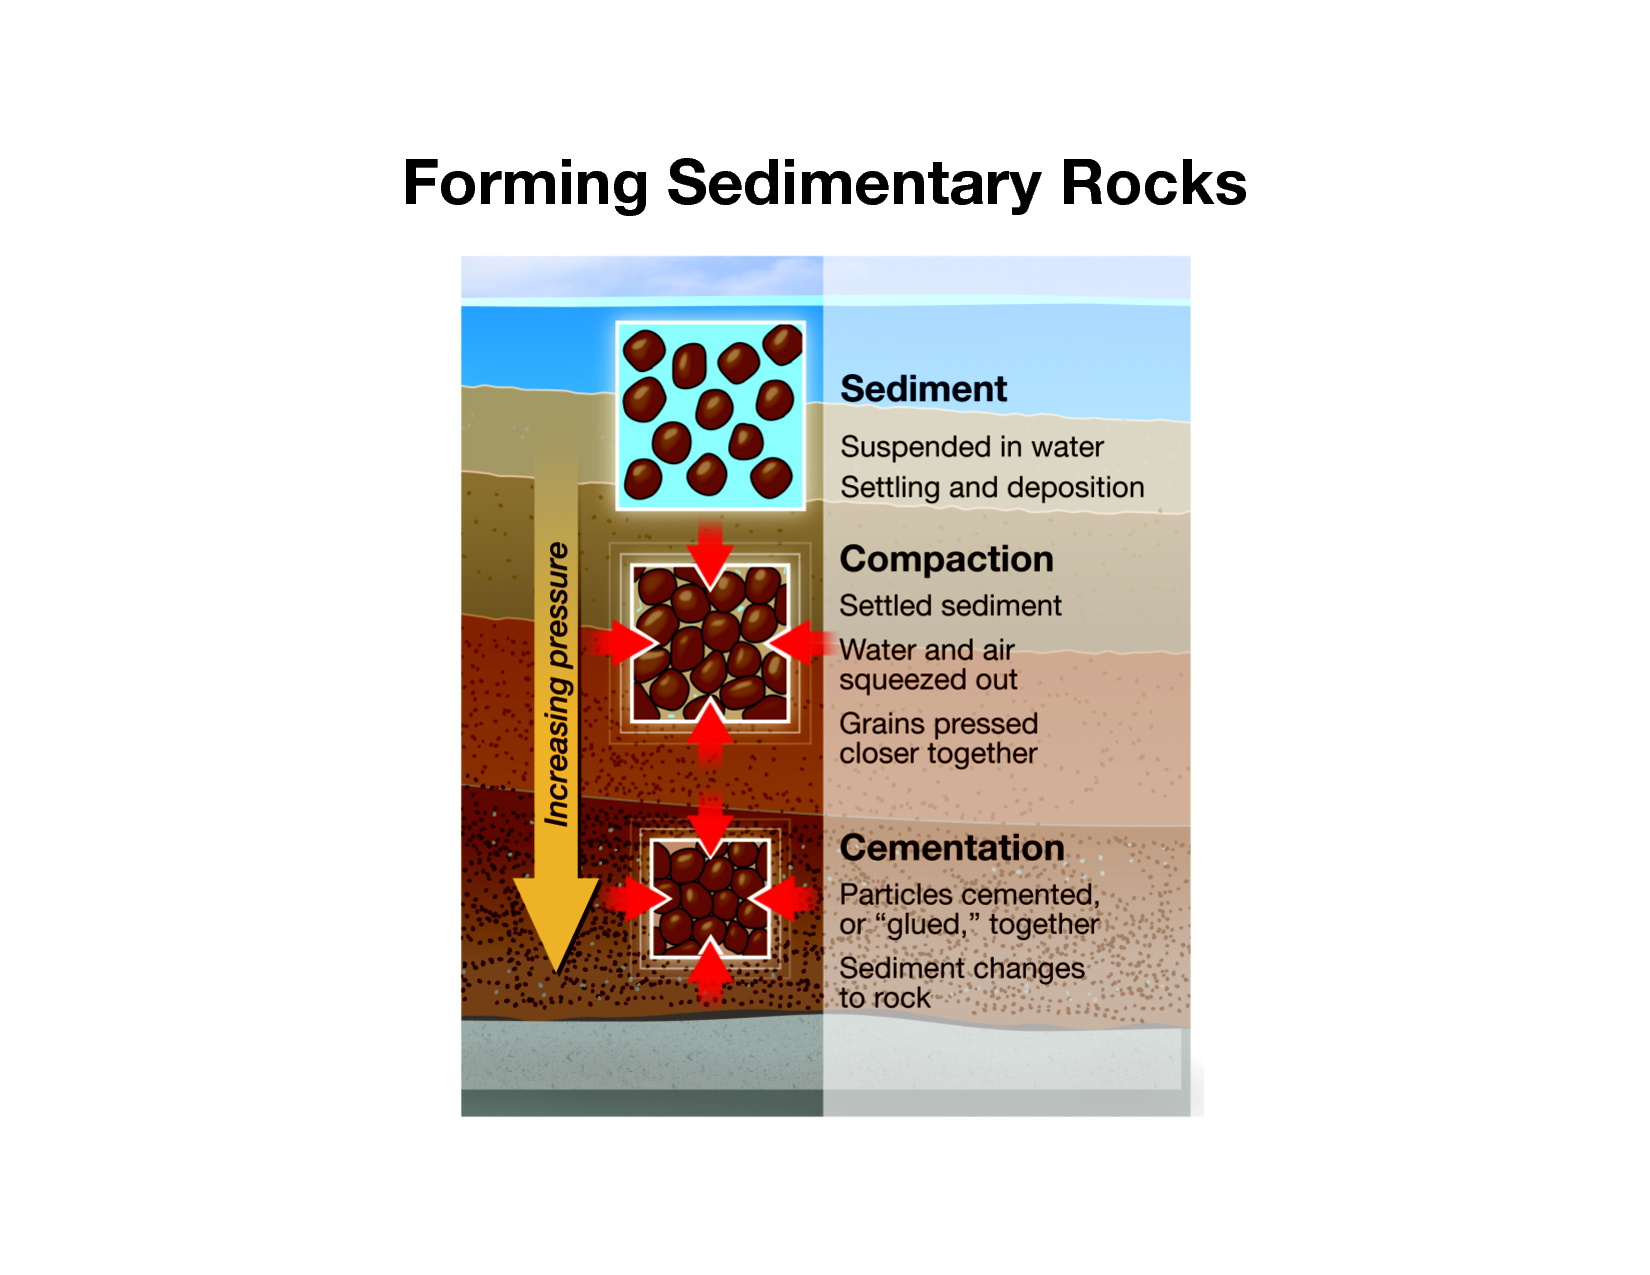 Forming Sedimentary Rocks
Sediment
Suspended in water
Settling and deposition
Increasing pressure
Compaction
Settled sediment
Water and air
squeezed out
Grains pressed
closer together
Cementation
Particles cemented,
or “glued,” together
Sediment changes
to rock